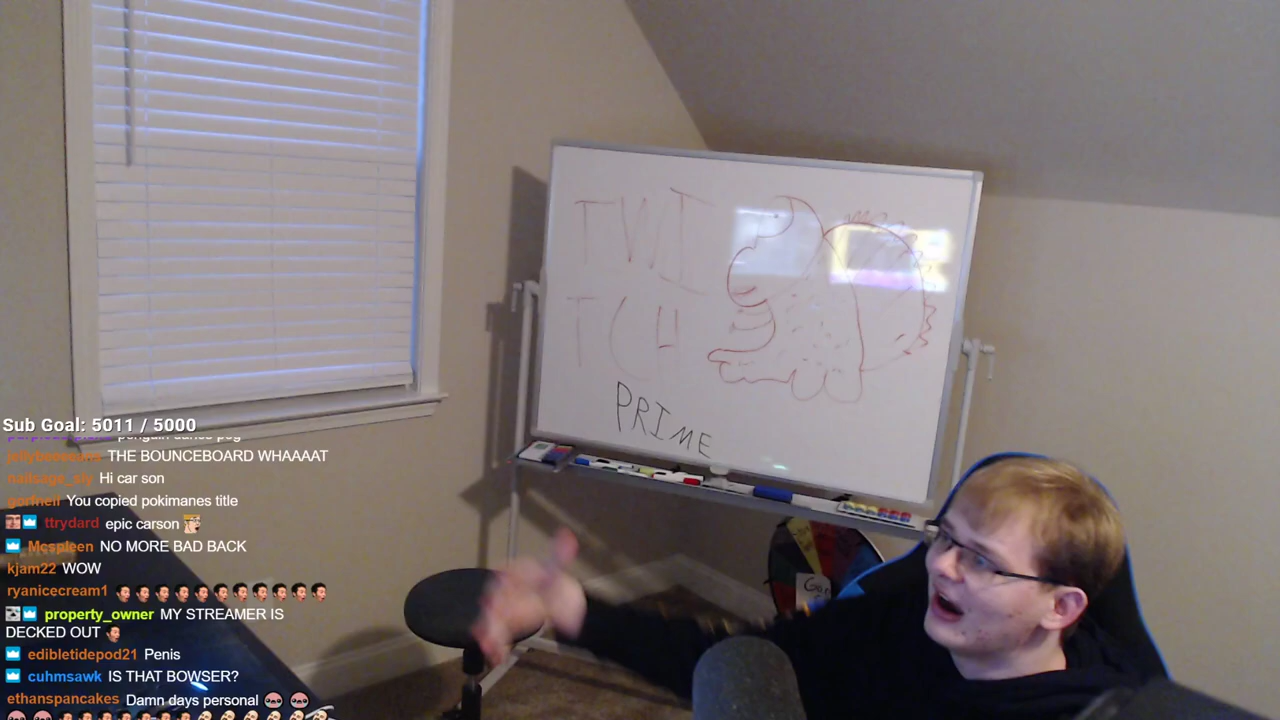 TWI
TCH
PRIME
Sub Goal: 5011 / 5000
THE BOUNCEBOARD WHAAAAT
Hi car son
You copied pokimanes title
ttrydard epic carson
Mcspleen NO MORE BAD BACK
kjam22 WOW
ryanicecream1
property_owner MY STREAMER IS
DECKED OUT
edibletidepod21 Penis
cuhmsawk IS THAT BOWSER?
ethanspancakes Damn days personal